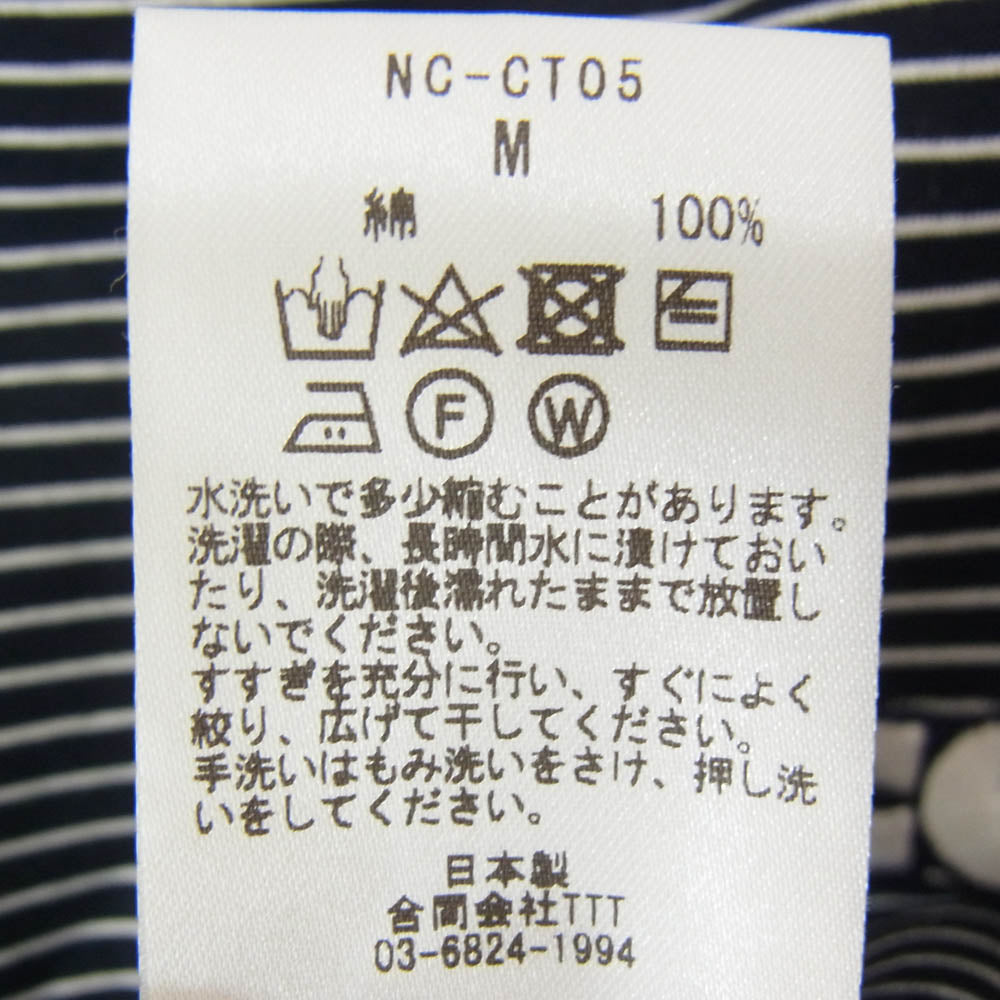 NC-CT05
M
綿 100%
F W
水洗いで多少縮むことがあります。
洗濯の際、長時間水に漬けておい
たり、洗濯後濡れたままで放置し
ないでください。
すすぎを充分に行い、すぐによく
絞り、広げて干してください。
手洗いはもみ洗いをさけ、押し洗
いをしてください。
日本製
合同会社TTT
03-6824-1994